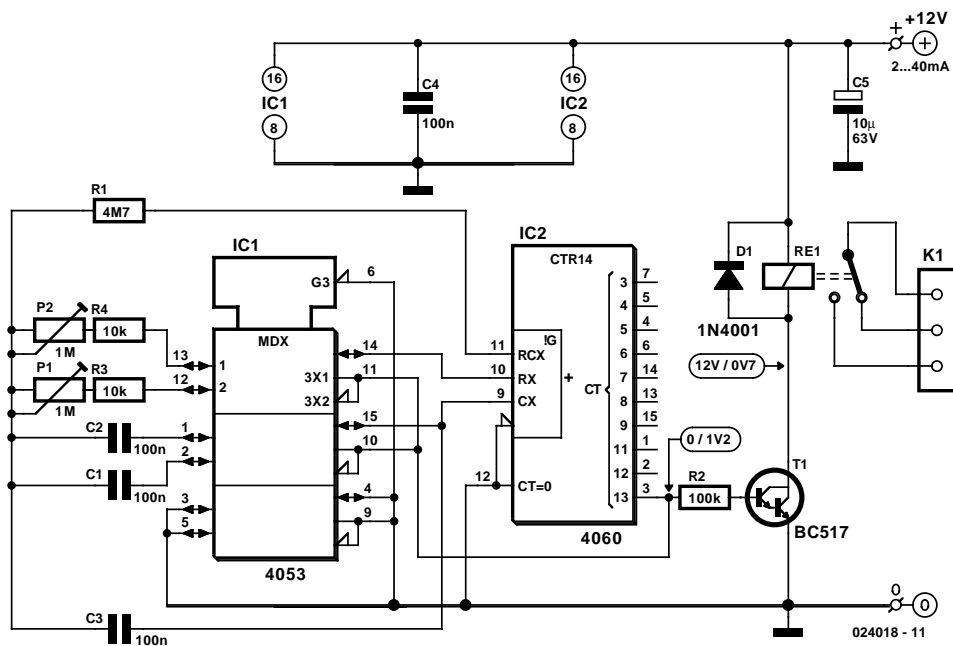 + +12V
2...40mA
16
IC1
8
C4
100n
16
IC2
8
C5
10µ
63V
R1
4M7
IC1
G3
6
MDX
P2
R4
10k
1M
P1
R3
10k
1M
13
1
12
2
14
3X1
11
3X2
15
10
C2
100n
1
2
C1
100n
3
5
4
9
4053
C3
100n
IC2
CTR14
!G
+
11
RCX
10
RX
9
CX
12
CT=0
CT
3
7
4
5
5
4
6
6
7
14
8
13
9
15
11
1
12
2
13
3
4060
D1
1N4001
RE1
K1
12V / 0V7
0 / 1V2
R2
100k
T1
BC517
0
0
024018 - 11